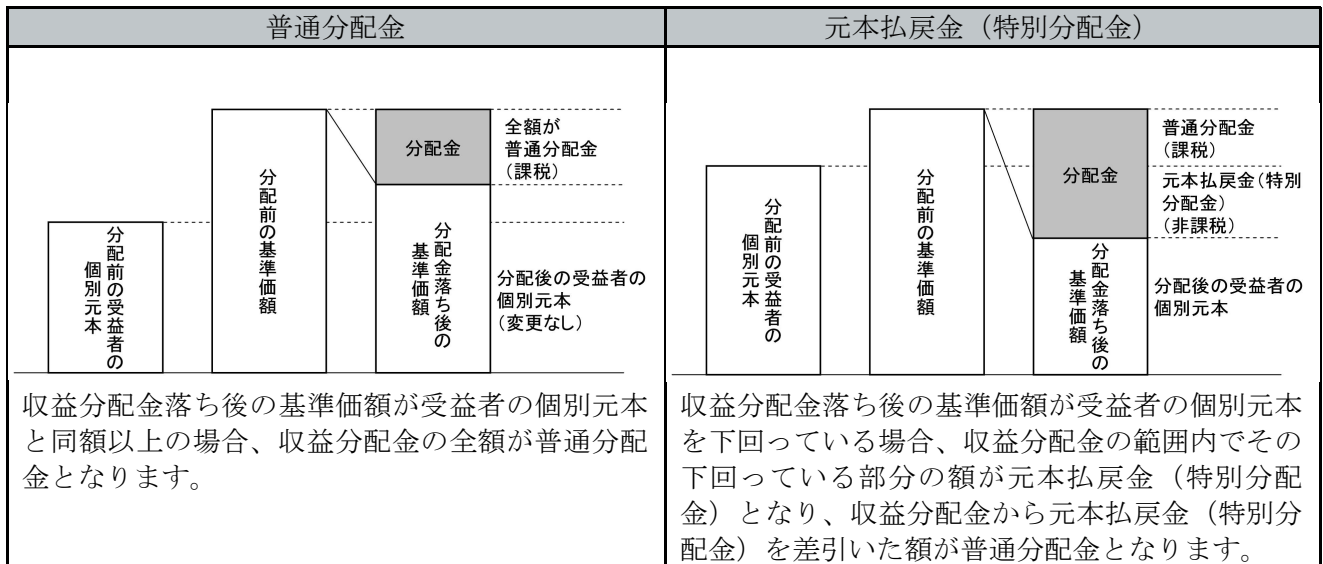 普通分配金
分配前の受益者の
個別元本
分配前の基準価額
分配金
分配金落ち後の
基準価額
全額が
普通分配金
(課税)
分配後の受益者の
個別元本
(変更なし)
収益分配金落ち後の基準価額が受益者の個別元本
と同額以上の場合、収益分配金の全額が普通分配
金となります。
元本払戻金（特別分配金）
分配前の受益者の
個別元本
分配前の基準価額
分配金
分配金落ち後の
基準価額
普通分配金
(課税)
元本払戻金(特別
分配金)
(非課税)
分配後の受益者の
個別元本
収益分配金落ち後の基準価額が受益者の個別元本
を下回っている場合、収益分配金の範囲内でその
下回っている部分の額が元本払戻金（特別分配
金）となり、収益分配金から元本払戻金（特別分
配金）を差引いた額が普通分配金となります。